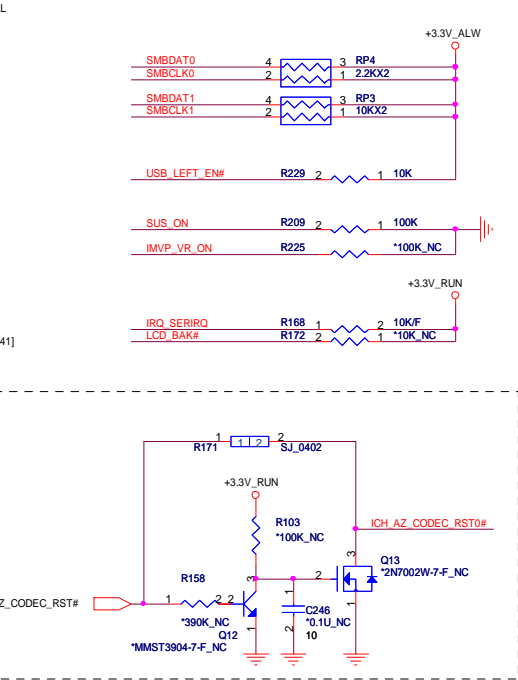 L
+3.3V_ALW
SMBDAT0 4 3 RP4
SMBCLK0 2 1 2.2KX2
SMBDAT1 4 3 RP3
SMBCLK1 2 1 10KX2
USB_LEFT_EN# R229 2 1 10K
SUS_ON R209 2 1 100K
IMVP_VR_ON R225 *100K_NC
+3.3V_RUN
IRQ_SERIRQ R168 1 2 10K/F
LCD_BAK# R172 2 1 *10K_NC
41]
1 1 2 2
R171 SJ_0402
+3.3V_RUN
R103
*100K_NC
ICH_AZ_CODEC_RST0#
3
Q13
*2N7002W-7-F_NC
R158 3 1 2
Z_CODEC_RST# 1 2 2 C246 1
*390K_NC *0.1U_NC
Q12 1 2 10
*MMST3904-7-F_NC